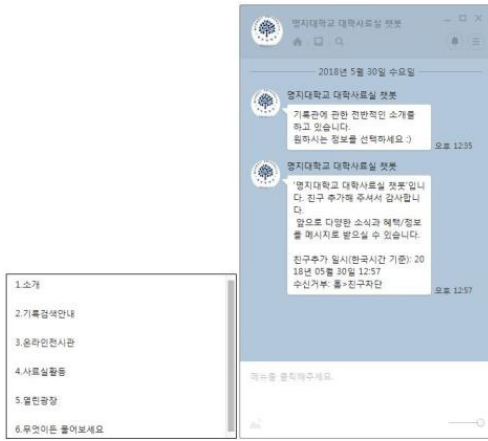 명지대학교 대학사료실 챗봇
2018년 5월 30일 수요일
명지대학교 대학사료실 챗봇
기록관에 관한 전반적인 소개를
하고 있습니다.
원하시는 정보를 선택하세요 :)
오후 12:35
명지대학교 대학사료실 챗봇
'명지대학교 대학사료실 챗봇'입니
다. 친구 추가해 주셔서 감사합니
다.
앞으로 다양한 소식과 혜택/정보
를 메시지로 받으실 수 있습니다.
친구추가 일시(한국시간 기준): 20
18년 05월 30일 12:57
수신거부: 홈>친구차단
오후 12:57
메뉴를 클릭해주세요.
1.소개
2.기록검색안내
3.온라인전시관
4.사료실활동
5.열린광장
6.무엇이든 물어보세요